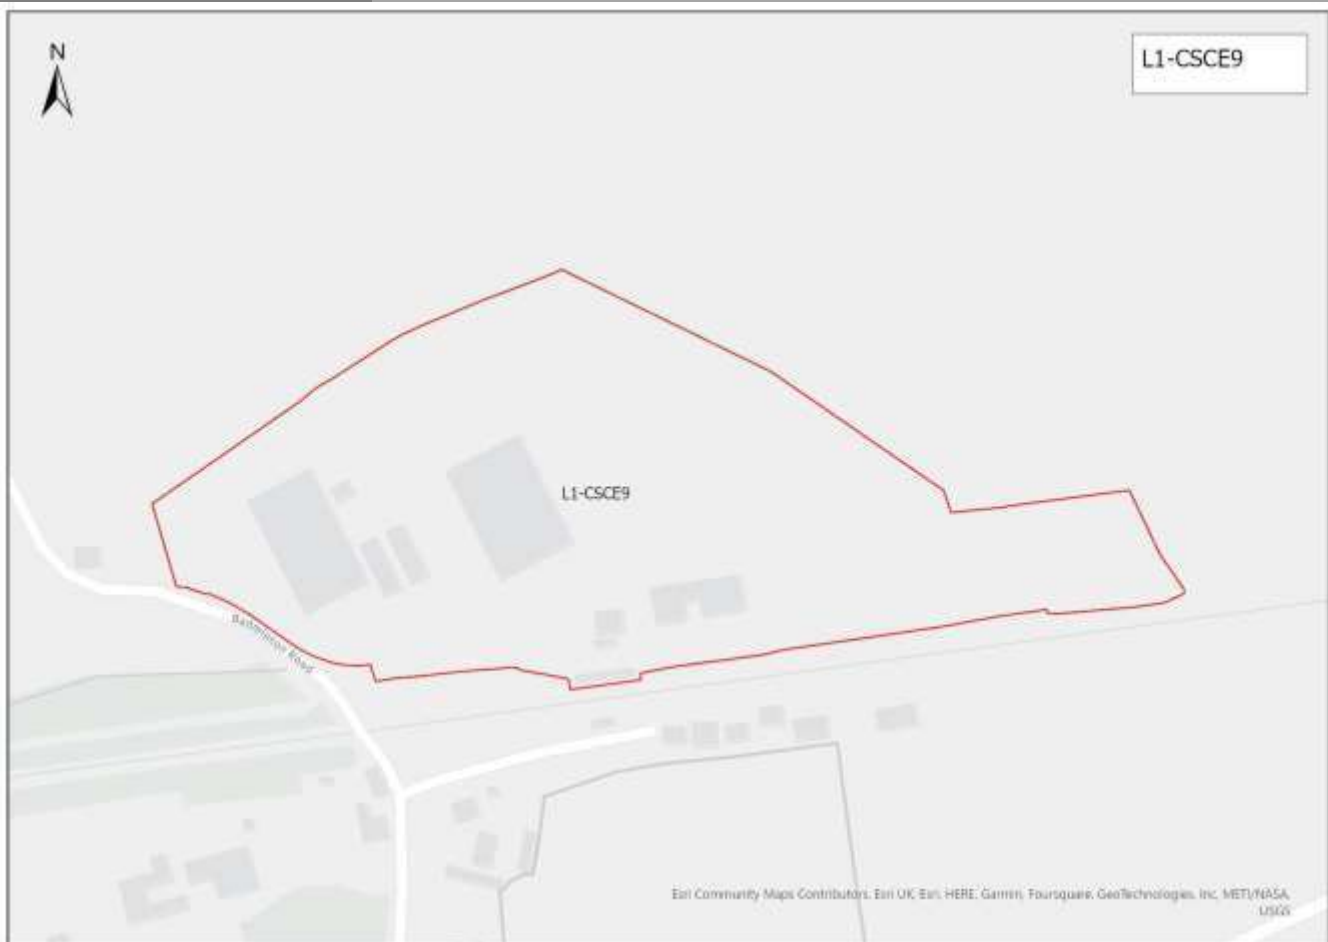 N
L1-CSCE9
L1-CSCE9
Badminton Road
Esri Community Maps Contributors, Esri UK, Esri, HERE, Garmin, Foursquare, GeoTechnologies, Inc, METI/NASA,
USGS